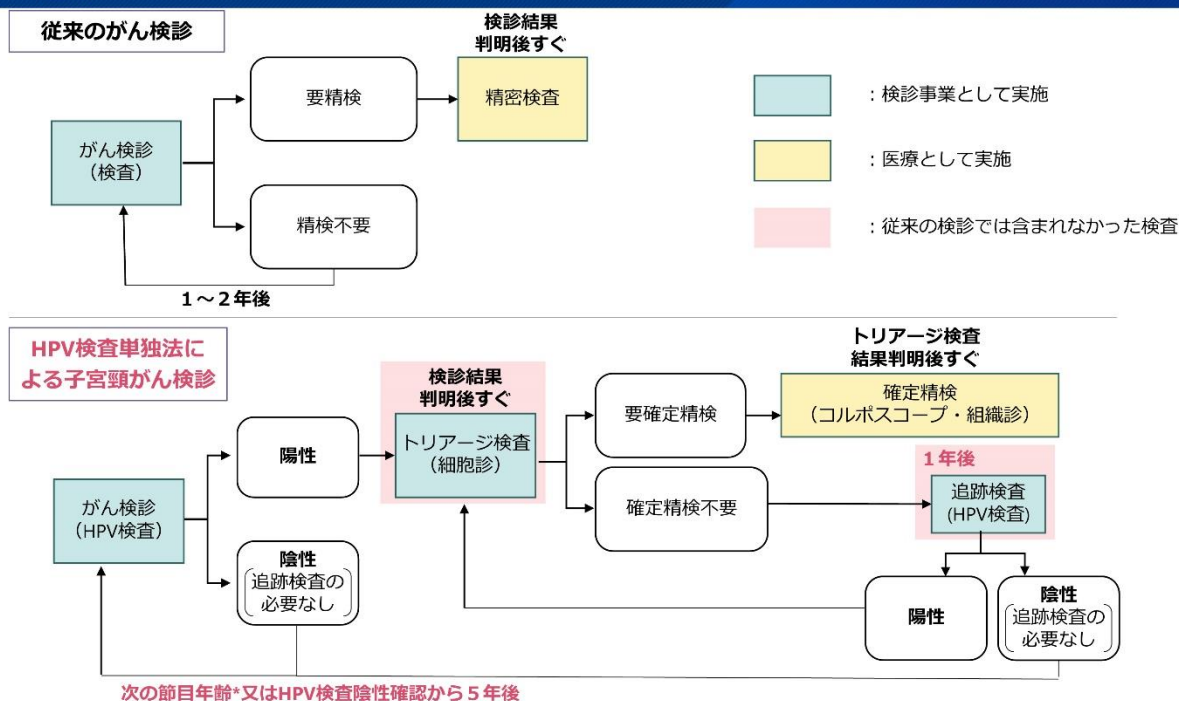 従来のがん検診
検診結果
判明後すぐ
要精検
精密検査
がん検診
(検査)
精検不要
1～2年後
：検診事業として実施
：医療として実施
：従来の検診では含まれなかった検査
HPV検査単独法に
よる子宮頸がん検診
検診結果
判明後すぐ
トリアージ検査
結果判明後すぐ
陽性
トリアージ検査
(細胞診)
要確定精検
確定精検
（コルポスコープ・組織診）
がん検診
（HPV検査）
確定精検不要
１年後
追跡検査
(HPV検査)
陰性
追跡検査の
必要なし
陽性
陰性
追跡検査の
必要なし
次の節目年齢*又はHPV検査陰性確認から５年後